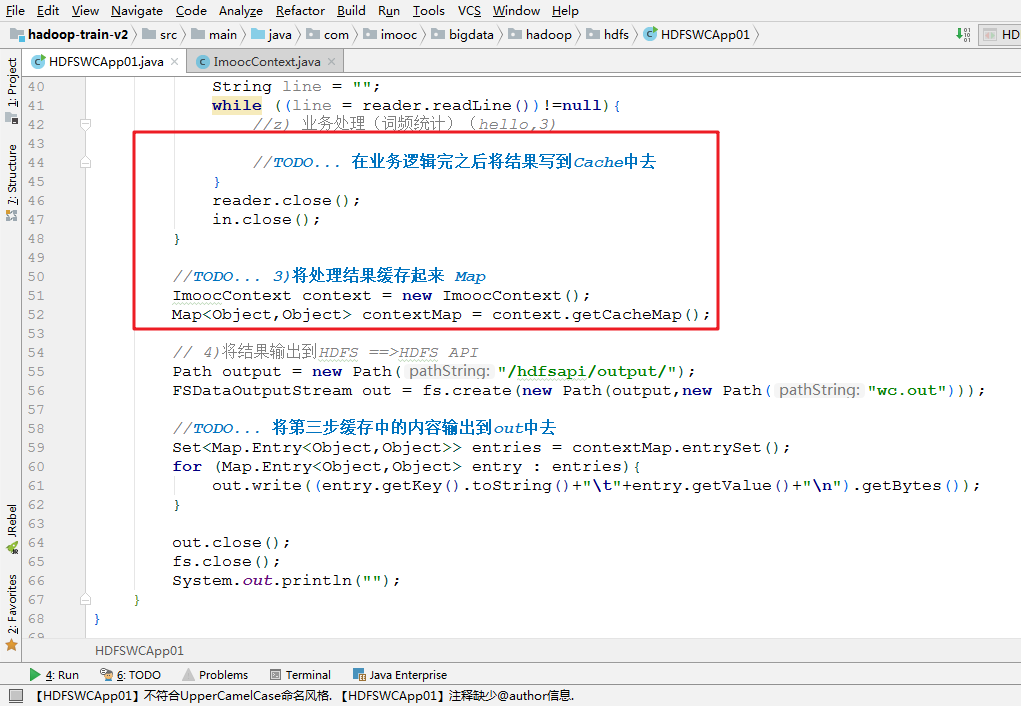 File Edit View Navigate Code Analyze Refactor Build Run Tools VCS Window Help
hadoop-train-v2 src main java com imooc bigdata hadoop hdfs HDFSWCApp01 HD
HDFSWCApp01.java ImoocContext.java
1: Project
7: Structure
JRebel
2: Favorites
40 String line = "";
41 while ((line = reader.readLine())!=null){
42 //z) 业务处理（词频统计）（hello,3)
43
44 //TODO... 在业务逻辑完之后将结果写到Cache中去
45 }
46 reader.close();
47 in.close();
48 }
49
50 //TODO... 3)将处理结果缓存起来 Map
51 ImoocContext context = new ImoocContext();
52 Map<Object,Object> contextMap = context.getCacheMap();
53
54 // 4)将结果输出到HDFS ==>HDFS API
55 Path output = new Path( pathString: "/hdfsapi/output/");
56 FSDataOutputStream out = fs.create(new Path(output,new Path( pathString: "wc.out")));
57
58 //TODO... 将第三步缓存中的内容输出到out中去
59 Set<Map.Entry<Object,Object>> entries = contextMap.entrySet();
60 for (Map.Entry<Object,Object> entry : entries){
61 out.write((entry.getKey().toString()+"\t"+entry.getValue()+"\n").getBytes());
62 }
63
64 out.close();
65 fs.close();
66 System.out.println("");
67 }
68 }
69
HDFSWCApp01
4: Run 6: TODO Problems Terminal Java Enterprise
【HDFSWCApp01】不符合UpperCamelCase命名风格. 【HDFSWCApp01】注释缺少@author信息.